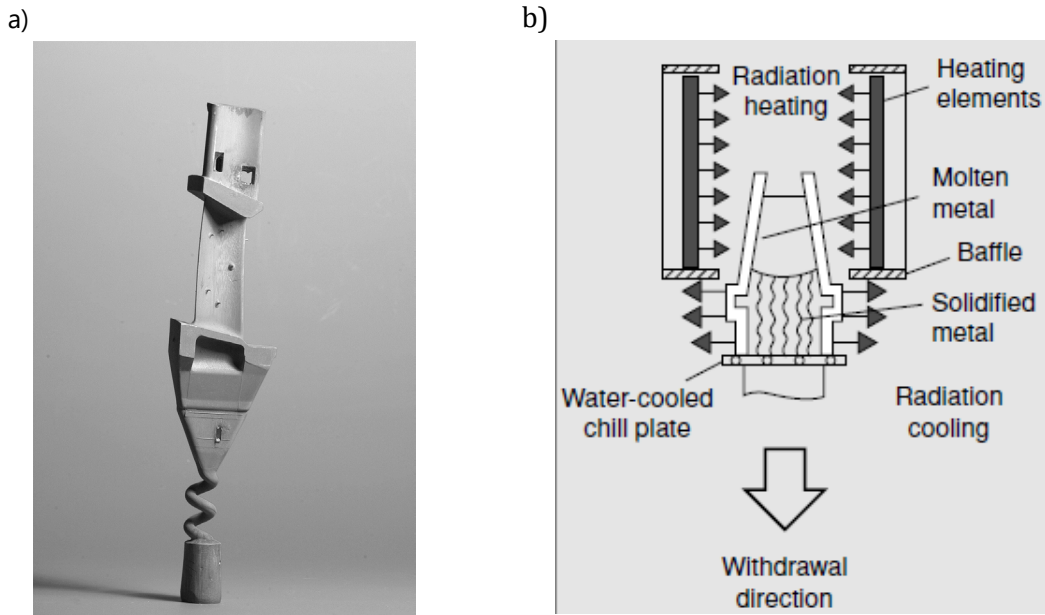 a)
b)
Radiation
heating
Heating
elements
Molten
metal
Baffle
Solidified
metal
Water-cooled
chill plate
Radiation
cooling
Withdrawal
direction